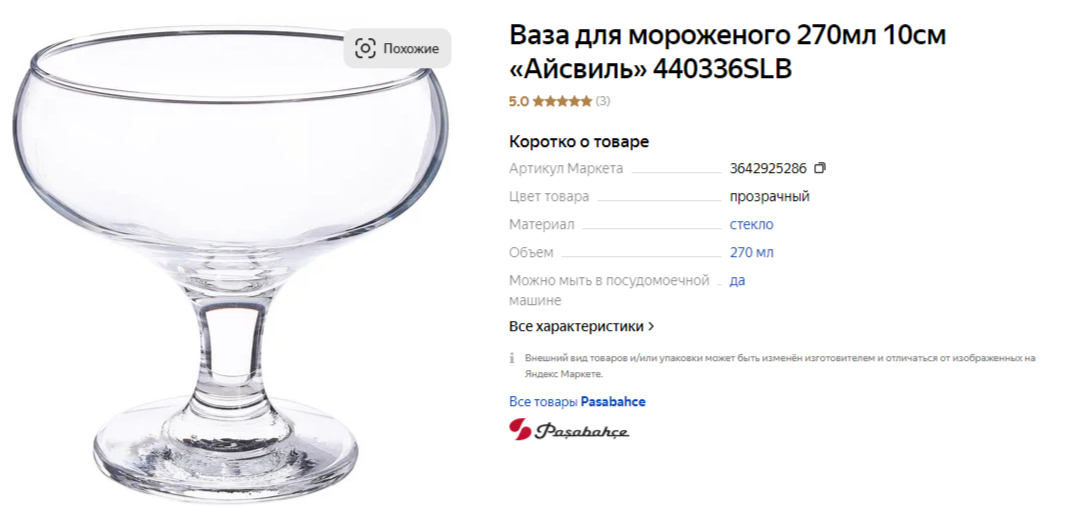 Похожие
Ваза для мороженого 270мл 10см
«Айсвиль» 440336SLB
5.0 ★★★★★ (3)
Коротко о товаре
Артикул Маркета 3642925286
Цвет товара прозрачный
Материал стекло
Объем 270 мл
Можно мыть в посудомоечной да
машине
Все характеристики >
i Внешний вид товаров и/или упаковки может быть изменён изготовителем и отличаться от изображенных на
Яндекс Маркете.
Все товары Pasabahce
Paşabahçe